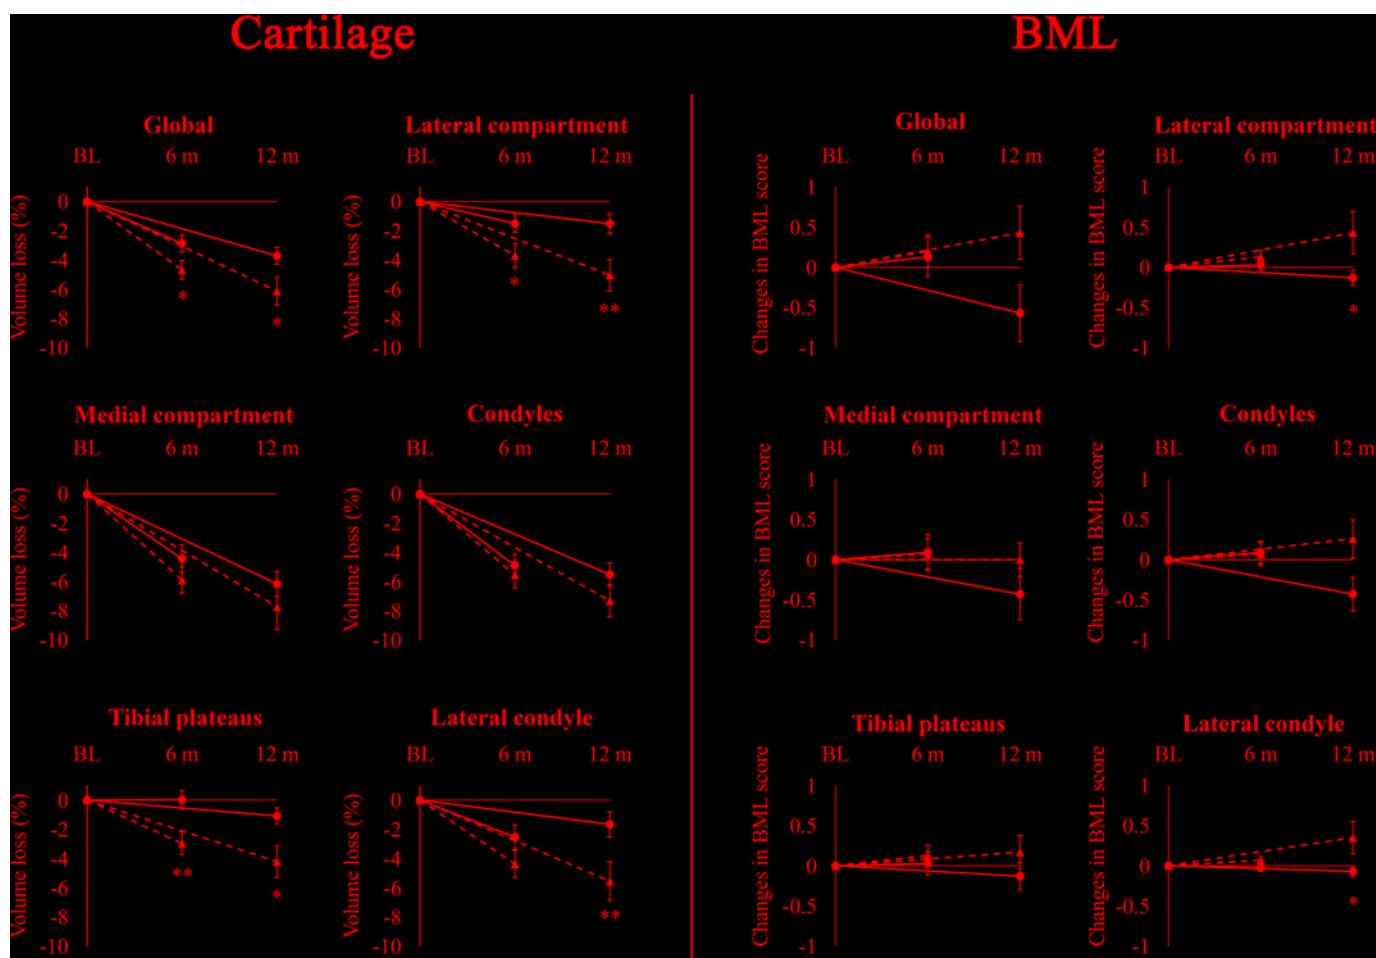 Cartilage
BML
Global
BL 6 m 12 m
Volume loss (%)
0
-2
-4
-6
-8
-10
*
*
Lateral compartment
BL 6 m 12 m
Volume loss (%)
0
-2
-4
-6
-8
-10
*
**
Global
BL 6 m 12 m
Changes in BML score
1
0.5
0
-0.5
-1
Lateral compartment
BL 6 m 12 m
Changes in BML score
1
0.5
0
-0.5
-1
*
Medial compartment
BL 6 m 12 m
Volume loss (%)
0
-2
-4
-6
-8
-10
Condyles
BL 6 m 12 m
Volume loss (%)
0
-2
-4
-6
-8
-10
Medial compartment
BL 6 m 12 m
Changes in BML score
1
0.5
0
-0.5
-1
Condyles
BL 6 m 12 m
Changes in BML score
1
0.5
0
-0.5
-1
Tibial plateaus
BL 6 m 12 m
Volume loss (%)
0
-2
-4
-6
-8
-10
**
*
Lateral condyle
BL 6 m 12 m
Volume loss (%)
0
-2
-4
-6
-8
-10
**
Tibial plateaus
BL 6 m 12 m
Changes in BML score
1
0.5
0
-0.5
-1
Lateral condyle
BL 6 m 12 m
Changes in BML score
1
0.5
0
-0.5
-1
*